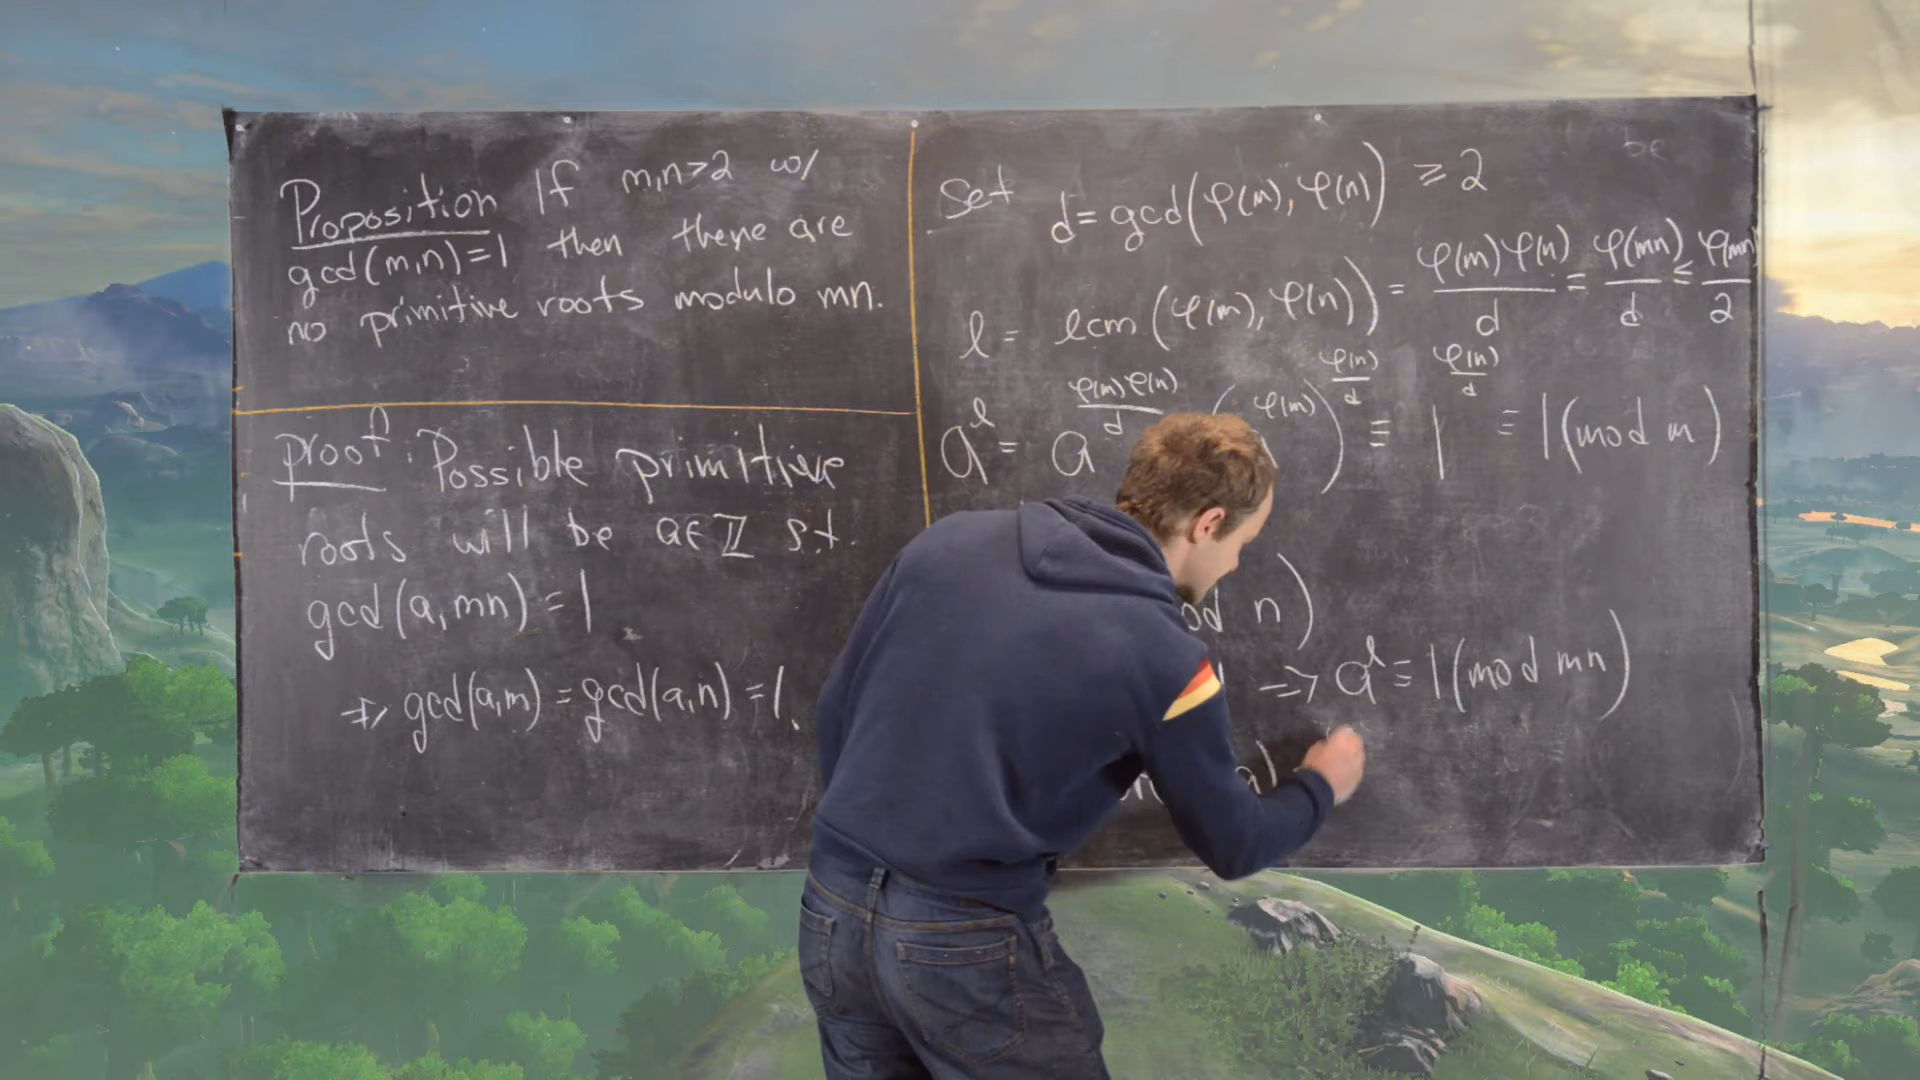 Proposition If m,n>2 w/
gcd(m,n)=1 then there are
no primitive roots modulo mn.
proof: Possible primitive
roots will be a∈ℤ s.t.
gcd(a,mn)=1
⇒ gcd(a,m)=gcd(a,n)=1.
be
Set d=gcd(φ(m),φ(n)) ≥ 2
l = lcm(φ(m),φ(n)) = φ(m)φ(n)/d = φ(mn)/d ≤ φ(mn)/2
a^l = a^(φ(m)φ(n)/d) ( ^φ(m))^(φ(n)/d) ≡ 1^(φ(n)/d) ≡ 1(mod m)
n)
⇒ a^l ≡ 1(mod mn)